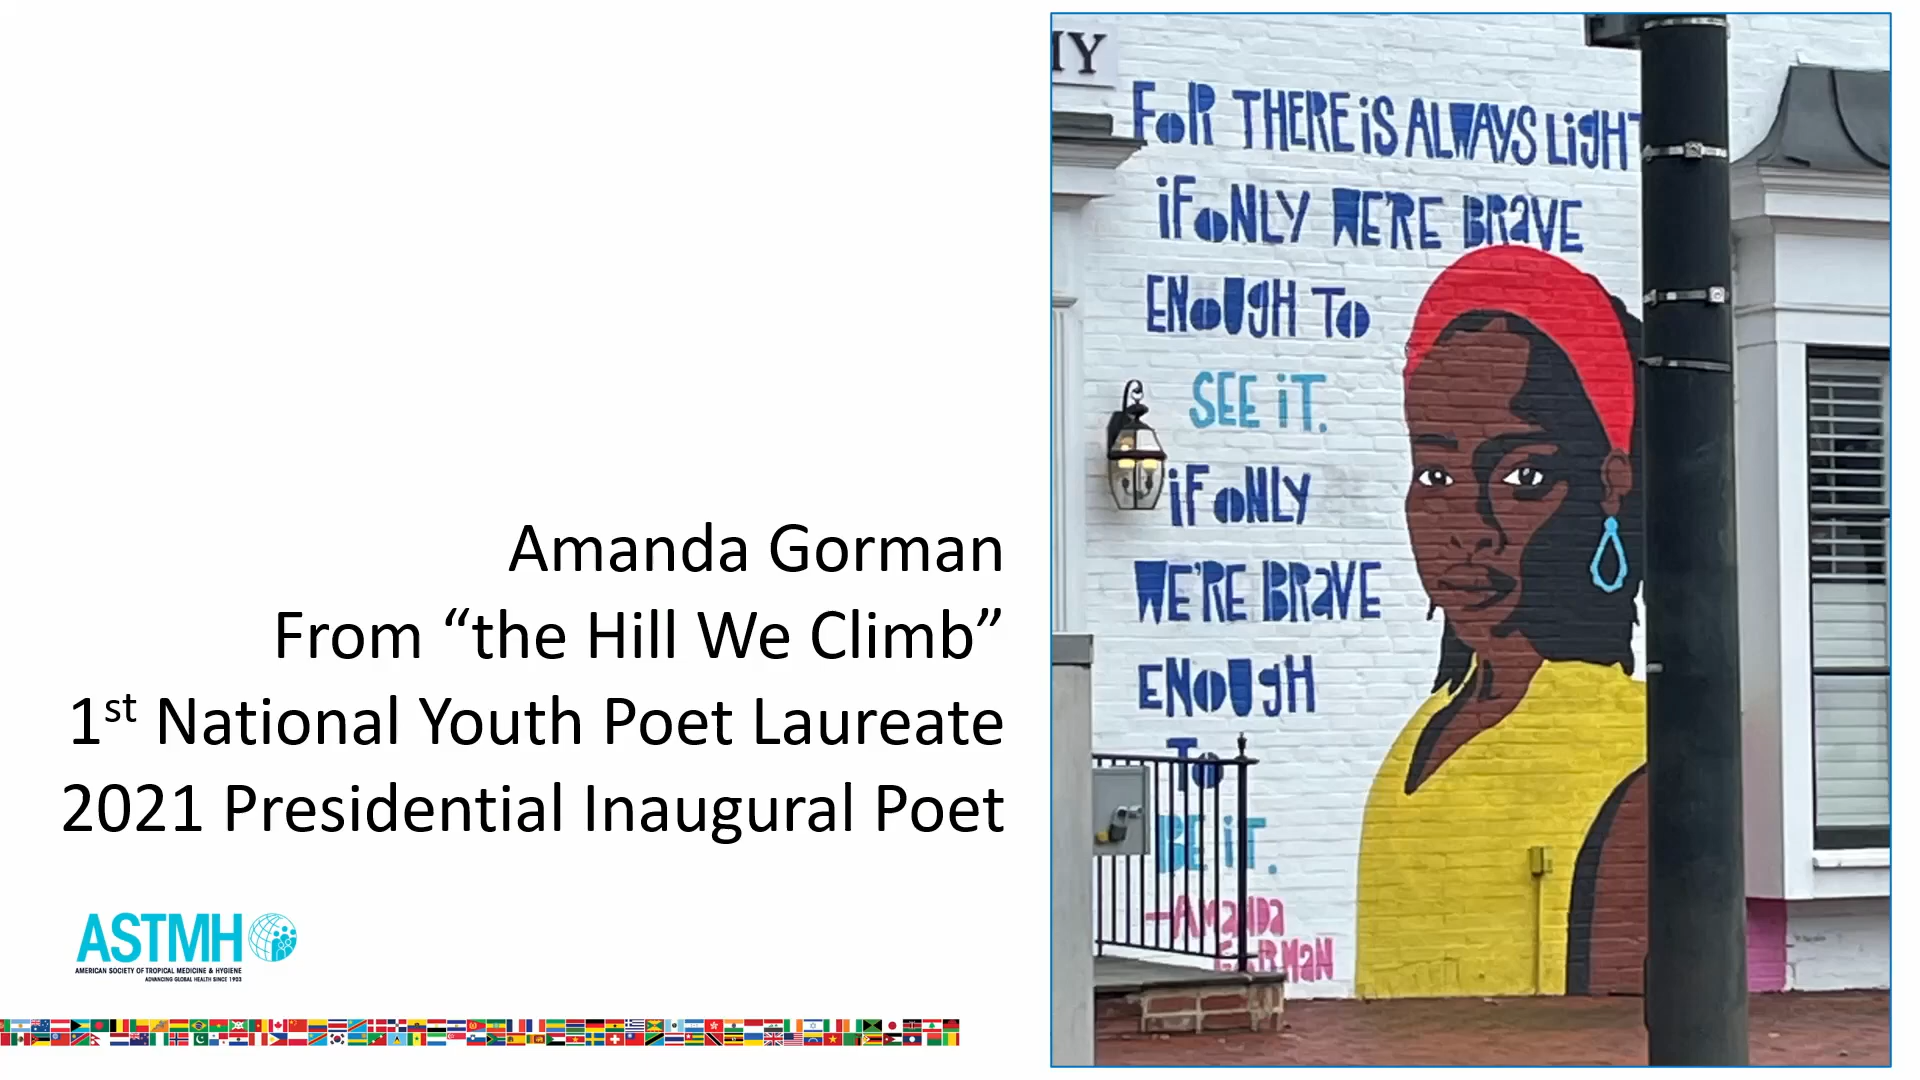 Amanda Gorman
From “the Hill We Climb”
1st National Youth Poet Laureate
2021 Presidential Inaugural Poet
ASTMH
AMERICAN SOCIETY OF TROPICAL MEDICINE & HYGIENE
ADVANCING GLOBAL HEALTH SINCE 1903
MY
FOR THERE iS ALWAYS LigHT
iF oNLY WE'RE BRaVE
ENoUgH To
SEE iT.
iF oNLY
WE'RE BRaVE
ENoUgH
To
BE iT.
–AMaNDa
GoRMaN